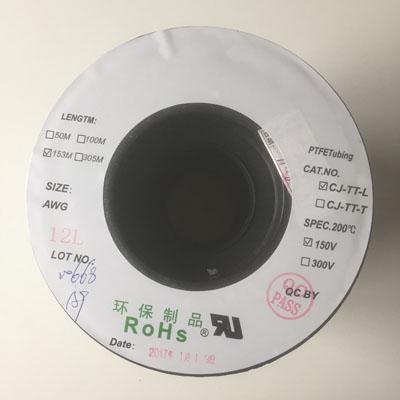 LENGTM:
☐50M ☐100M
☑153M ☐305M
SIZE:
AWG
12L
LOT NO:
PTFETubing
CAT.NO.
☑CJ-TT-L
☐CJ-TT-T
SPEC.200℃
☑150V
☐300V
QC.BY
QC
PASS
环保制品
RoHs ®
Date: